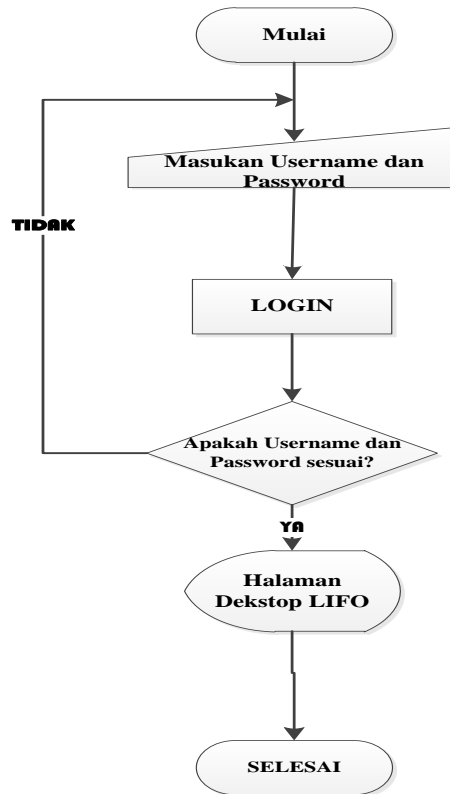 Mulai
Masukan Username dan
Password
TIDAK
LOGIN
Apakah Username dan
Password sesuai?
YA
Halaman
Dekstop LIFO
SELESAI